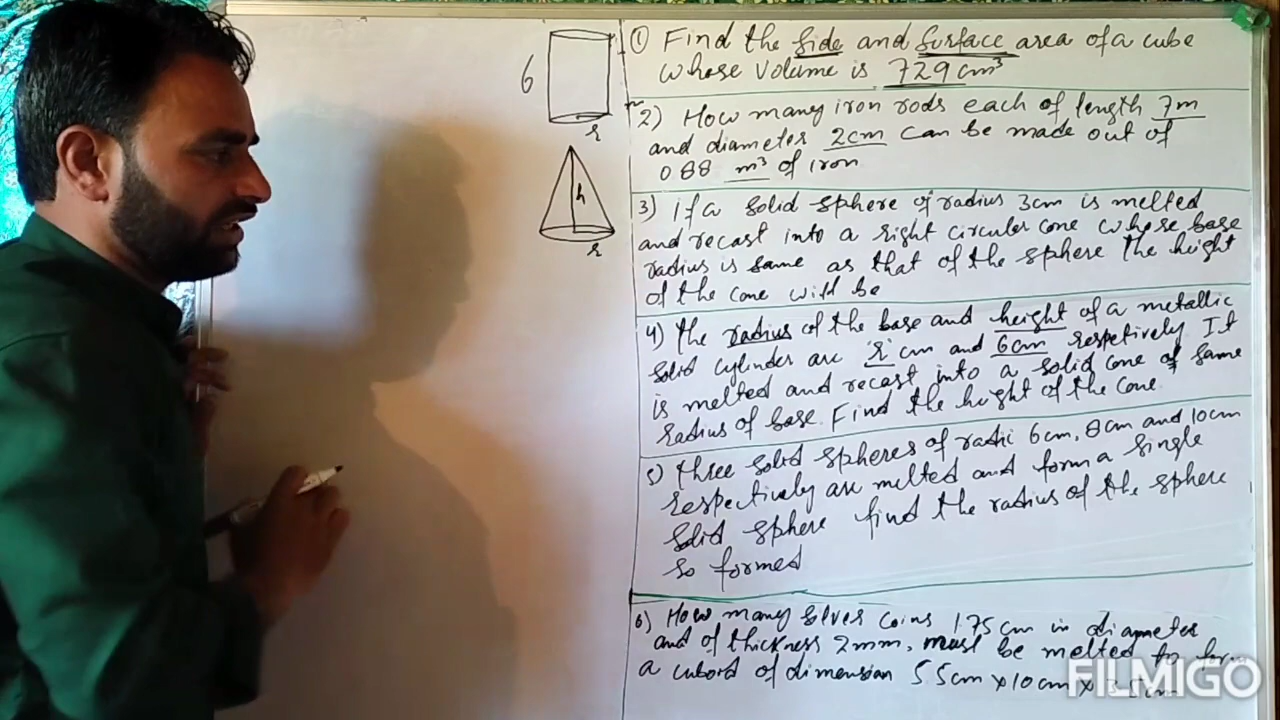 6
r
h
r
① Find the side and surface area of a cube
whose Volume is 729 cm³
2) How many iron rods each of length 7m
and diameter 2cm can be made out of
0 88 m³ of iron
3) If a solid sphere of radius 3cm is melted
and recast into a right circular cone whose base
radius is same as that of the sphere the height
of the cone will be
4) The radius of the base and height of a metallic
solid cylinder are r cm and 6cm respetively It
is melted and recast into a solid cone of same
radius of base. Find the height of the cone.
5) three solid spheres of radii 6cm, 8cm and 10cm
respectively are melted and form a single
solid sphere find the radius of the sphere
so formed
6) How many silver coins 1.75 cm in diameter
and of thickness 2mm, must be melted to form
a cuboid of dimension 5.5cm x 10cm x 3.5cm
FILMIGO